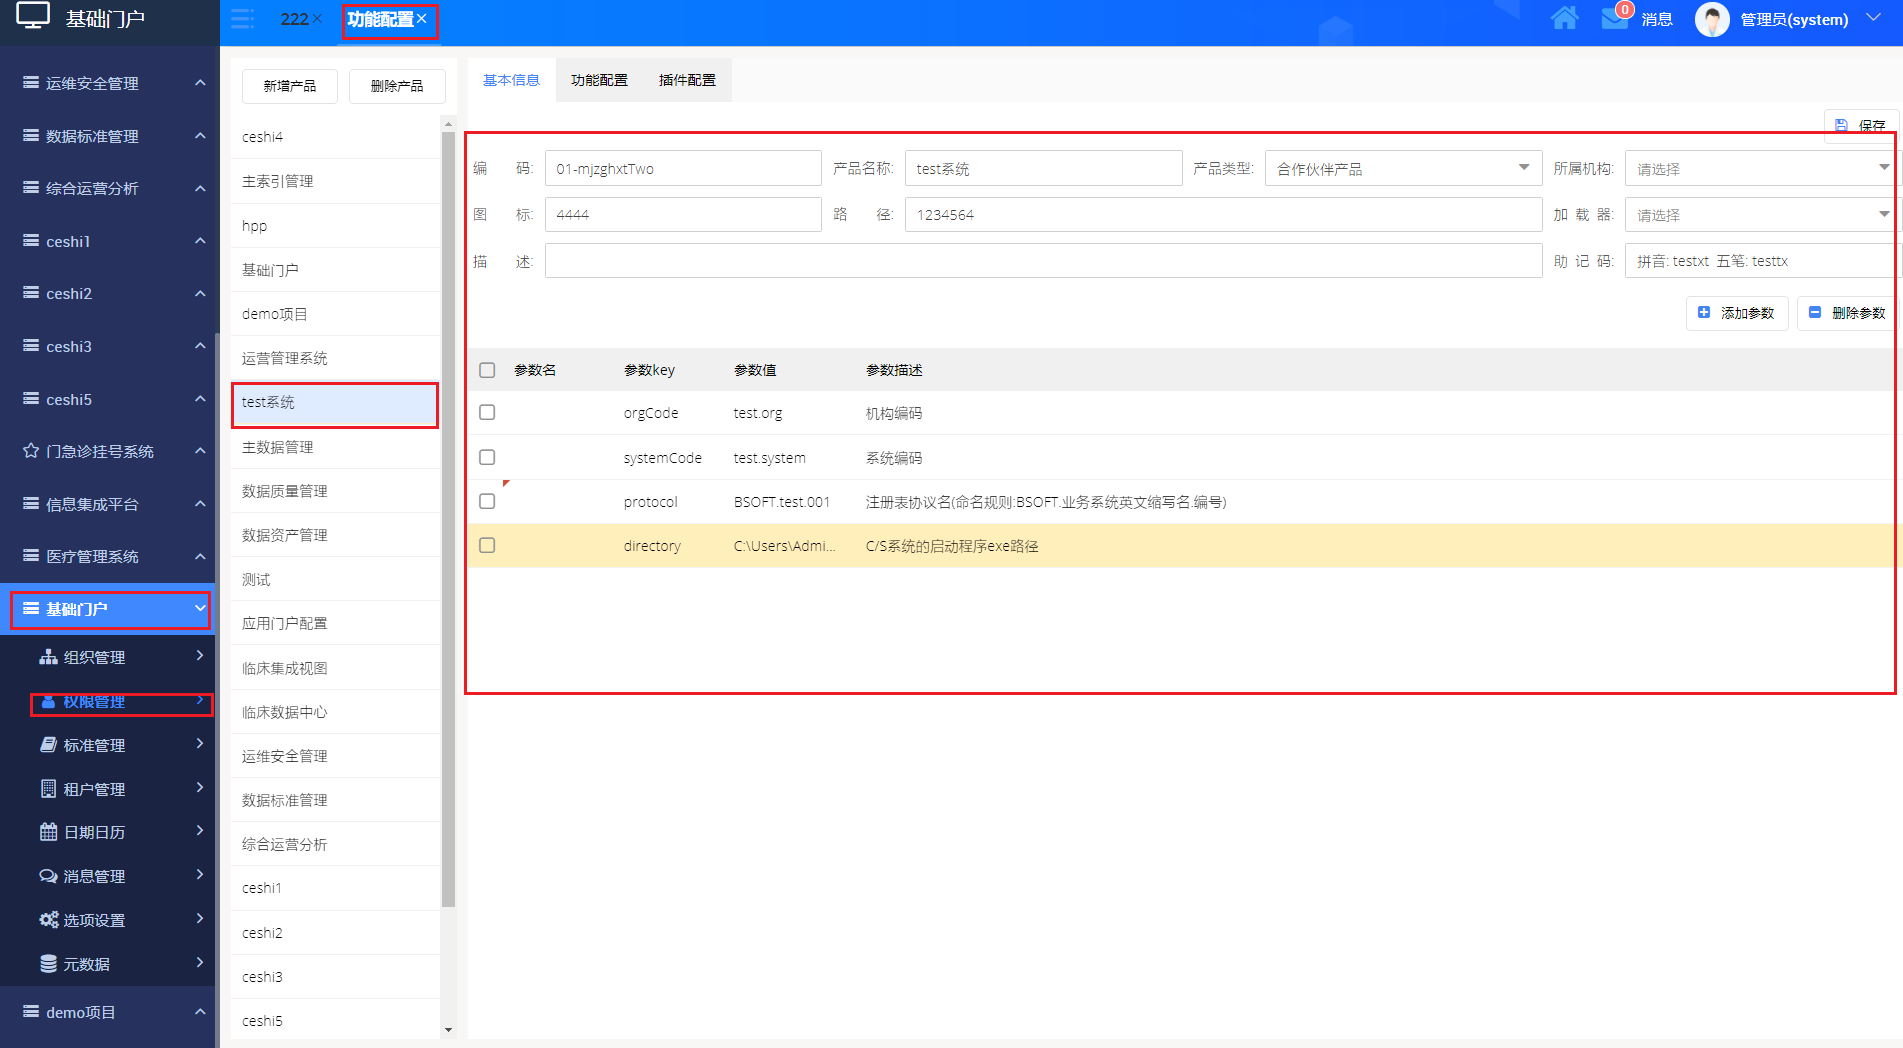 基础门户
222×
功能配置×
0
消息
管理员(system)
运维安全管理
数据标准管理
综合运营分析
ceshi1
ceshi2
ceshi3
ceshi5
门急诊挂号系统
信息集成平台
医疗管理系统
基础门户
组织管理
权限管理
标准管理
租户管理
日期日历
消息管理
选项设置
元数据
demo项目
新增产品
删除产品
ceshi4
主索引管理
hpp
基础门户
demo项目
运营管理系统
test系统
主数据管理
数据质量管理
数据资产管理
测试
应用门户配置
临床集成视图
临床数据中心
运维安全管理
数据标准管理
综合运营分析
ceshi1
ceshi2
ceshi3
ceshi5
基本信息 功能配置 插件配置
保存
编 码: 01-mjzghxtTwo 产品名称: test系统 产品类型: 合作伙伴产品 所属机构: 请选择
图 标: 4444 路 径: 1234564 加 载 器: 请选择
描 述: 助 记 码: 拼音: testxt 五笔: testtx
添加参数 删除参数
参数名 参数key 参数值 参数描述
orgCode test.org 机构编码
systemCode test.system 系统编码
protocol BSOFT.test.001 注册表协议名(命名规则:BSOFT.业务系统英文缩写名.编号)
directory C:\Users\Admi... C/S系统的启动程序exe路径